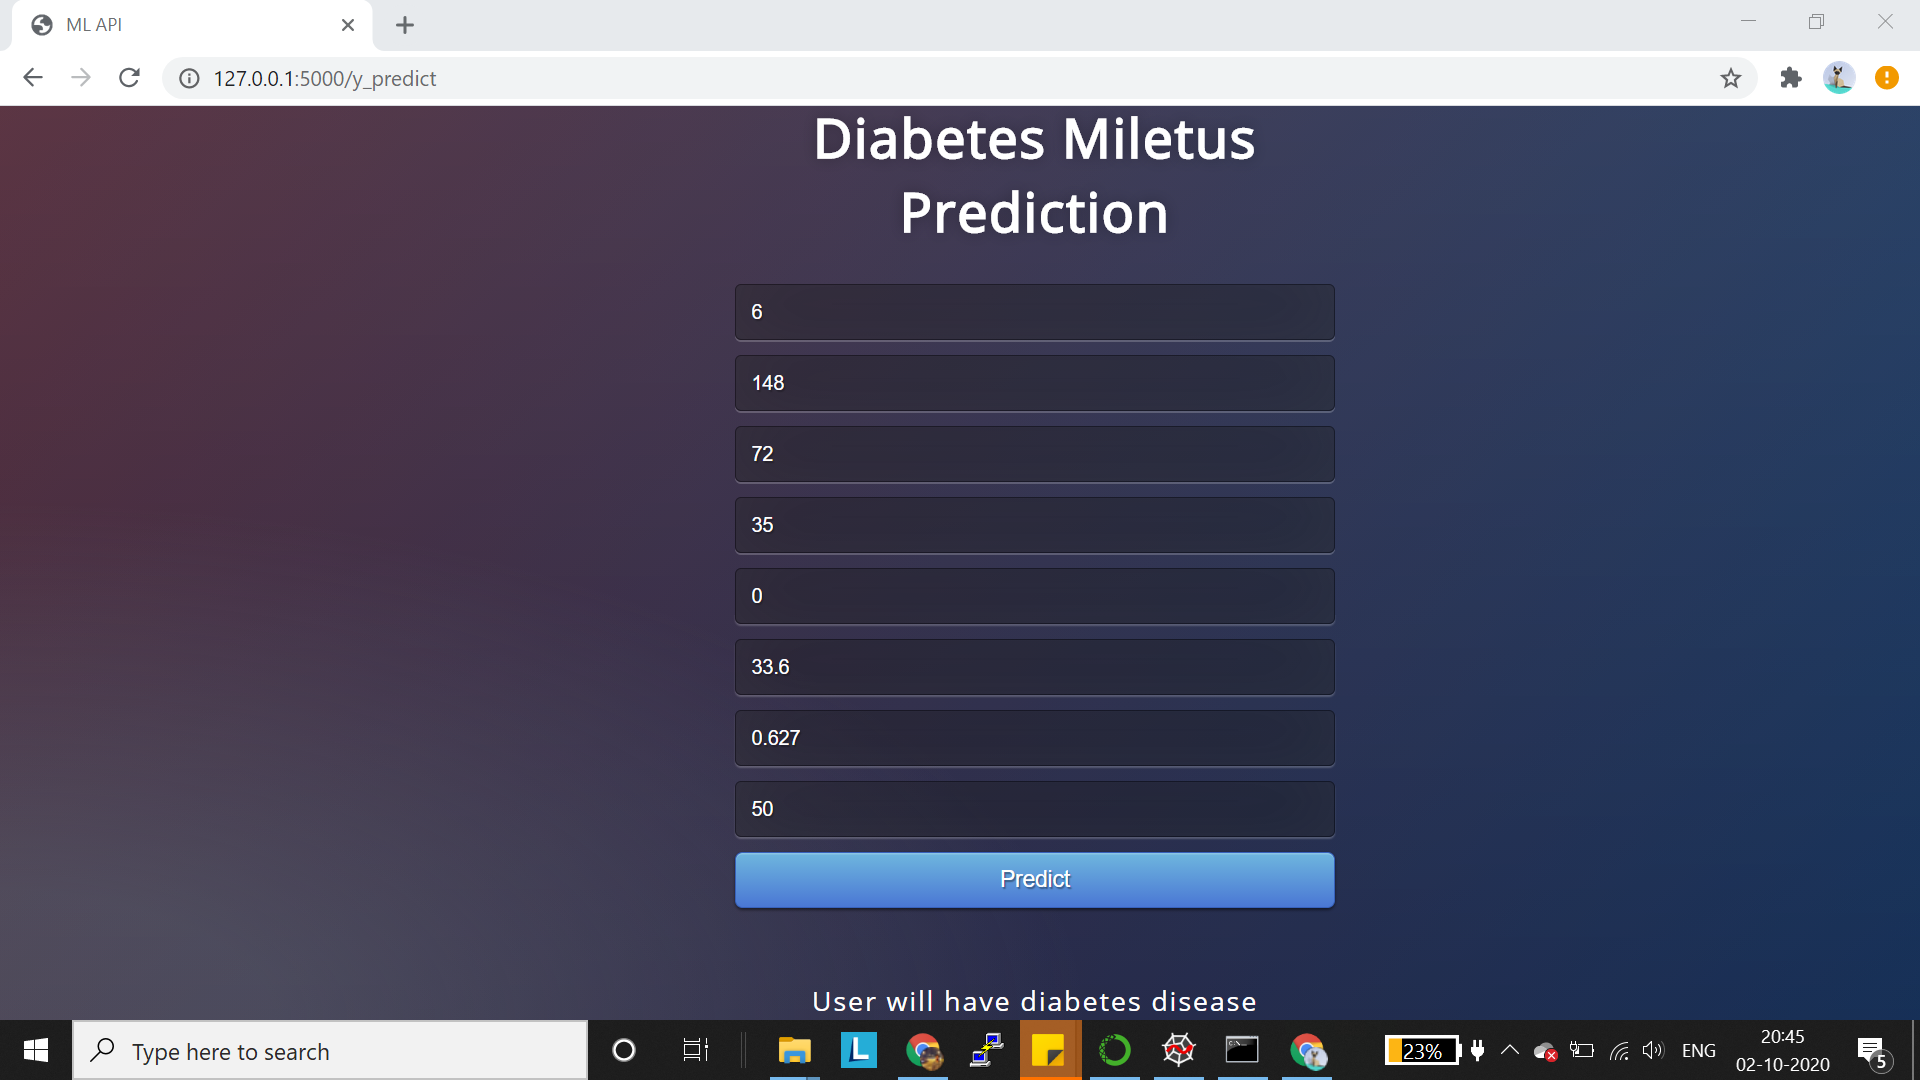 ML API
127.0.0.1:5000/y_predict
Diabetes Miletus
Prediction
6
148
72
35
0
33.6
0.627
50
Predict
User will have diabetes disease
Type here to search
L
23%
ENG
20:45
02-10-2020
5